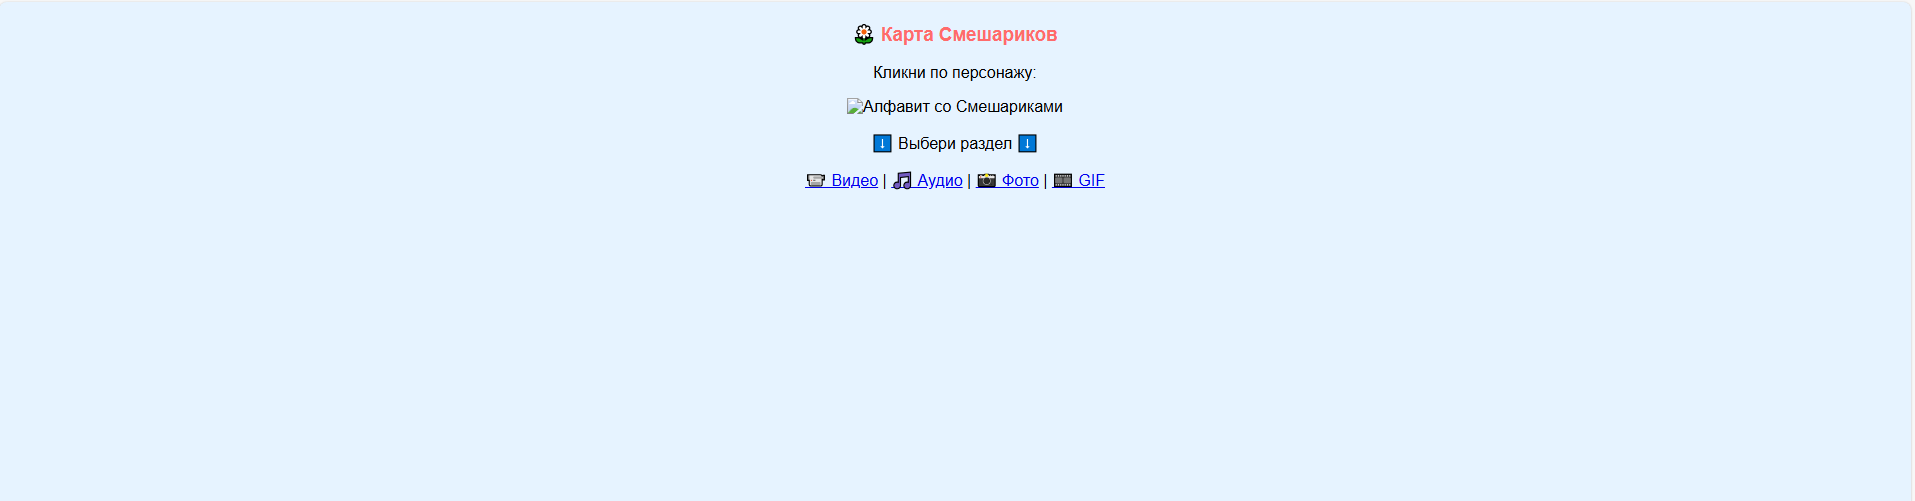 🌼 Карта Смешариков
Кликни по персонажу:
Алфавит со Смешариками
⬇️ Выбери раздел ⬇️
📹 Видео | 🎵 Аудио | 📸 Фото | 🎞️ GIF